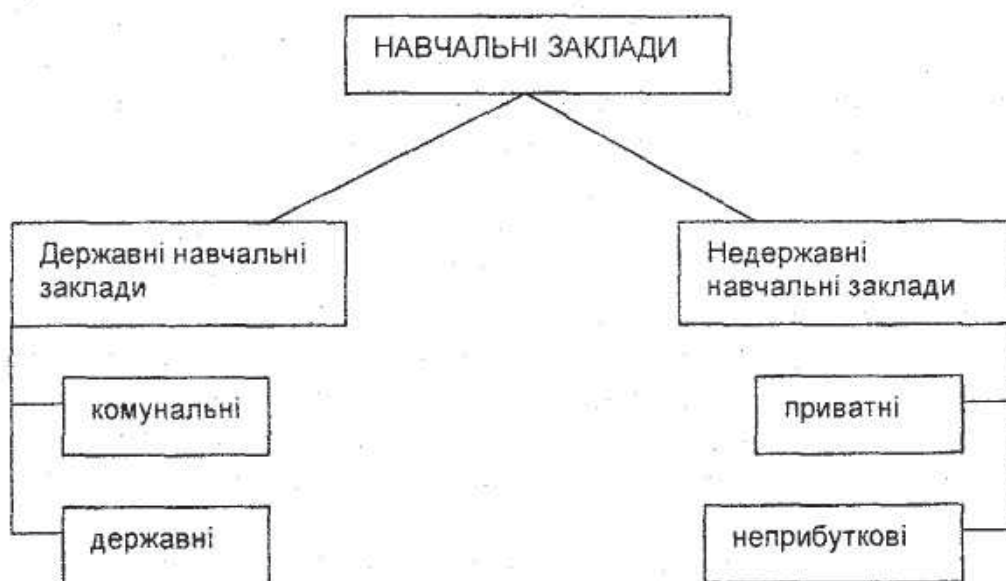 НАВЧАЛЬНІ ЗАКЛАДИ
Державні навчальні
заклади
Недержавні
навчальні заклади
комунальні
приватні
державні
неприбуткові